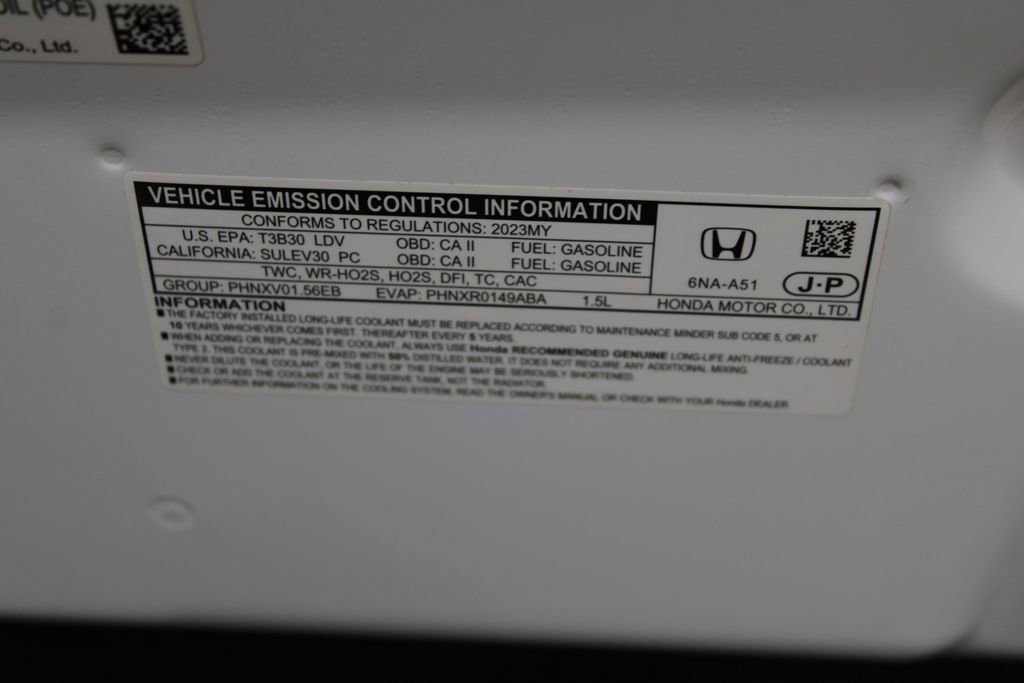 OIL (POE)
Co., Ltd.
VEHICLE EMISSION CONTROL INFORMATION
CONFORMS TO REGULATIONS: 2023MY
U.S. EPA: T3B30 LDV OBD: CA II FUEL: GASOLINE
CALIFORNIA: SULEV30 PC OBD: CA II FUEL: GASOLINE
TWC, WR-HO2S, HO2S, DFI, TC, CAC
GROUP: PHNXV01.56EB EVAP: PHNXR0149ABA 1.5L
6NA-A51 J·P
HONDA MOTOR CO., LTD.
INFORMATION
■ THE FACTORY INSTALLED LONG-LIFE COOLANT MUST BE REPLACED ACCORDING TO MAINTENANCE MINDER SUB CODE 5, OR AT
10 YEARS WHICHEVER COMES FIRST. THEREAFTER EVERY 5 YEARS.
■ WHEN ADDING OR REPLACING THE COOLANT, ALWAYS USE Honda RECOMMENDED GENUINE LONG-LIFE ANTI-FREEZE / COOLANT
TYPE 2. THIS COOLANT IS PRE-MIXED WITH 50% DISTILLED WATER. IT DOES NOT REQUIRE ANY ADDITIONAL MIXING.
■ NEVER DILUTE THE COOLANT, OR THE LIFE OF THE ENGINE MAY BE SERIOUSLY SHORTENED.
■ CHECK OR ADD THE COOLANT AT THE RESERVE TANK, NOT THE RADIATOR.
■ FOR FURTHER INFORMATION ON THE COOLING SYSTEM, READ THE OWNER'S MANUAL OR CHECK WITH YOUR Honda DEALER.